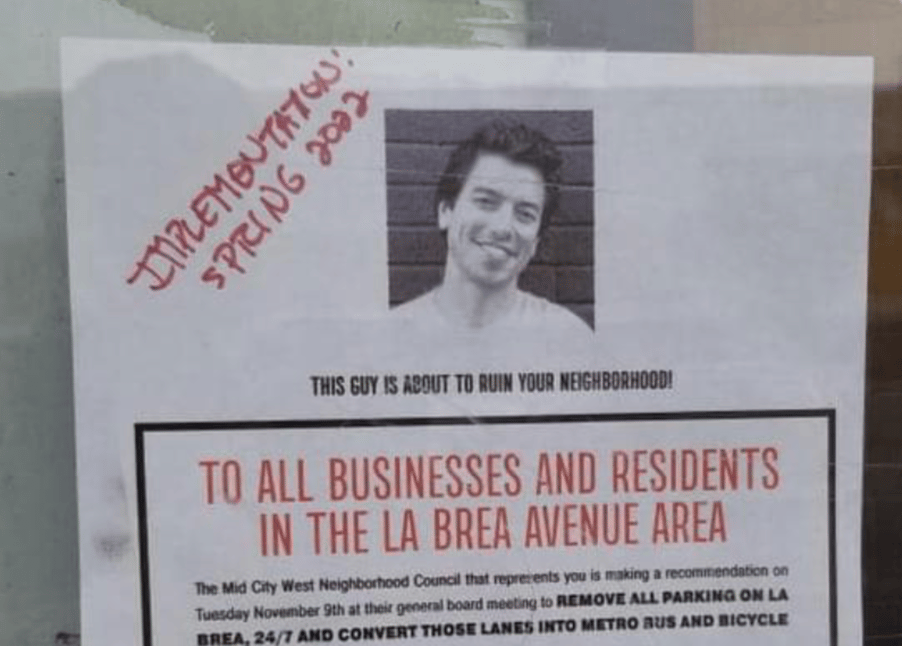 IMPLEMENTATION:
SPRING 2022
THIS GUY IS ABOUT TO RUIN YOUR NEIGHBORHOOD!
TO ALL BUSINESSES AND RESIDENTS
IN THE LA BREA AVENUE AREA
The Mid City West Neighborhood Council that represents you is making a recommendation on
Tuesday November 9th at their general board meeting to REMOVE ALL PARKING ON LA
BREA, 24/7 AND CONVERT THOSE LANES INTO METRO BUS AND BICYCLE